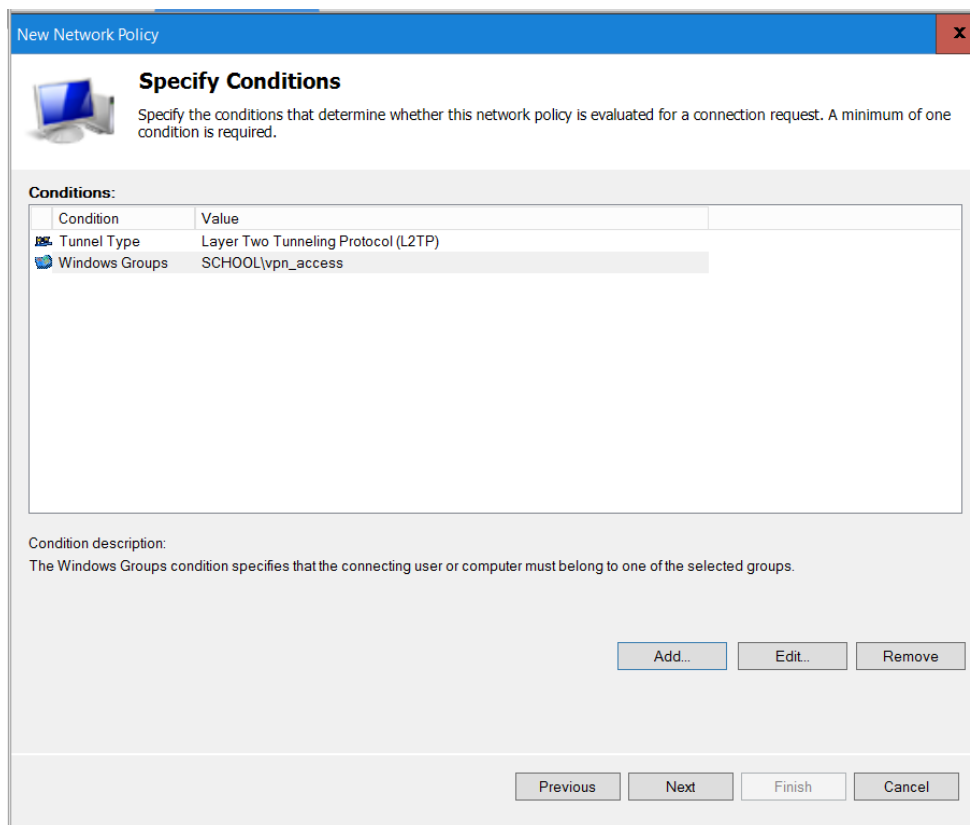 New Network Policy
x
Specify Conditions
Specify the conditions that determine whether this network policy is evaluated for a connection request. A minimum of one
condition is required.
Conditions:
Condition Value
Tunnel Type Layer Two Tunneling Protocol (L2TP)
Windows Groups SCHOOL\vpn_access
Condition description:
The Windows Groups condition specifies that the connecting user or computer must belong to one of the selected groups.
Add... Edit... Remove
Previous Next Finish Cancel